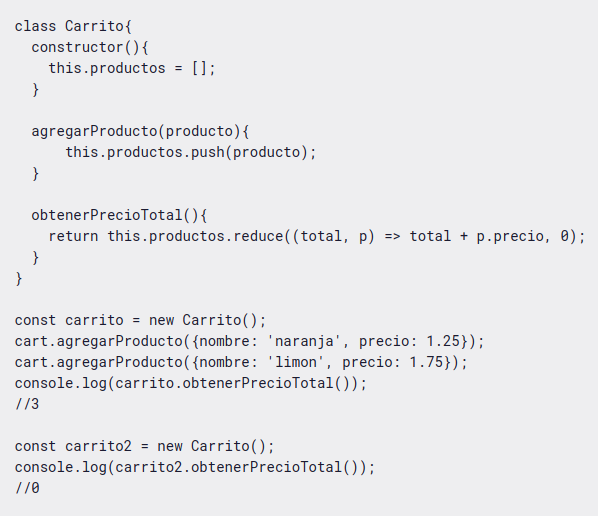 class Carrito{
  constructor(){
    this.productos = [];
  }

  agregarProducto(producto){
      this.productos.push(producto);
  }

  obtenerPrecioTotal(){
    return this.productos.reduce((total, p) => total + p.precio, 0);
  }
}

const carrito = new Carrito();
cart.agregarProducto({nombre: 'naranja', precio: 1.25});
cart.agregarProducto({nombre: 'limon', precio: 1.75});
console.log(carrito.obtenerPrecioTotal());
//3

const carrito2 = new Carrito();
console.log(carrito2.obtenerPrecioTotal());
//0